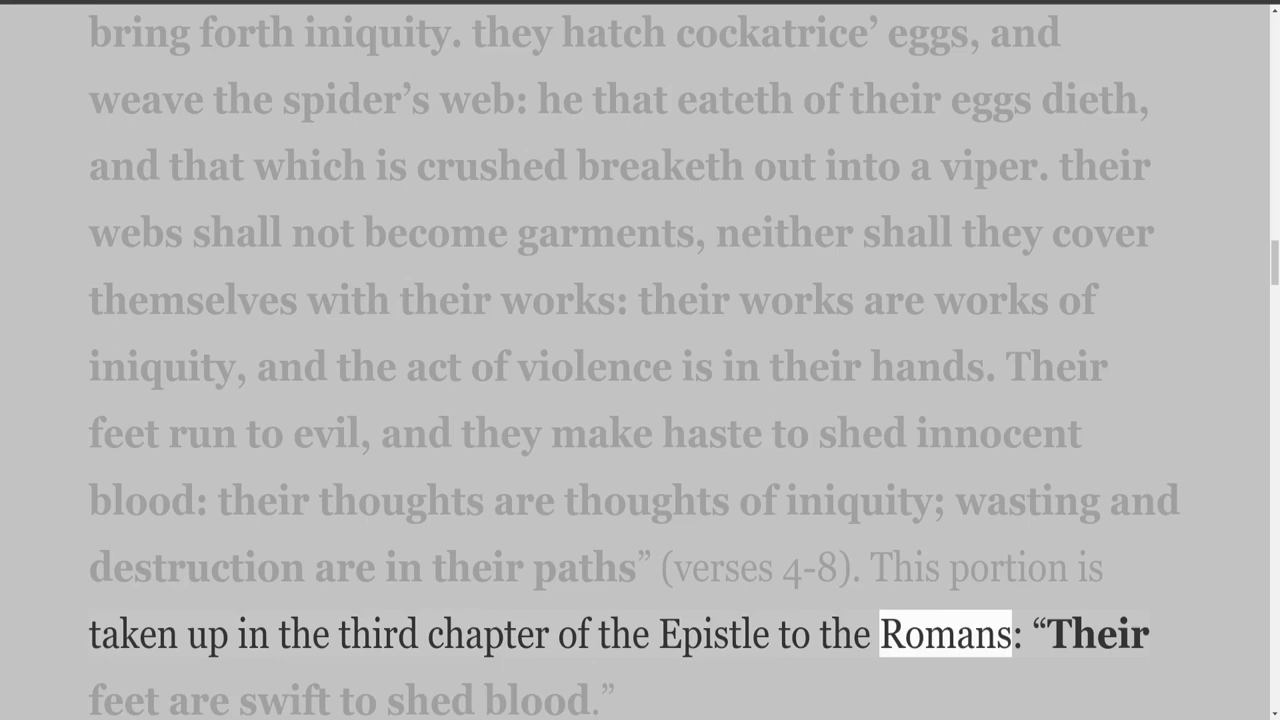 bring forth iniquity. they hatch cockatrice’ eggs, and
weave the spider’s web: he that eateth of their eggs dieth,
and that which is crushed breaketh out into a viper. their
webs shall not become garments, neither shall they cover
themselves with their works: their works are works of
iniquity, and the act of violence is in their hands. Their
feet run to evil, and they make haste to shed innocent
blood: their thoughts are thoughts of iniquity; wasting and
destruction are in their paths” (verses 4-8). This portion is
taken up in the third chapter of the Epistle to the Romans: “Their
feet are swift to shed blood.”